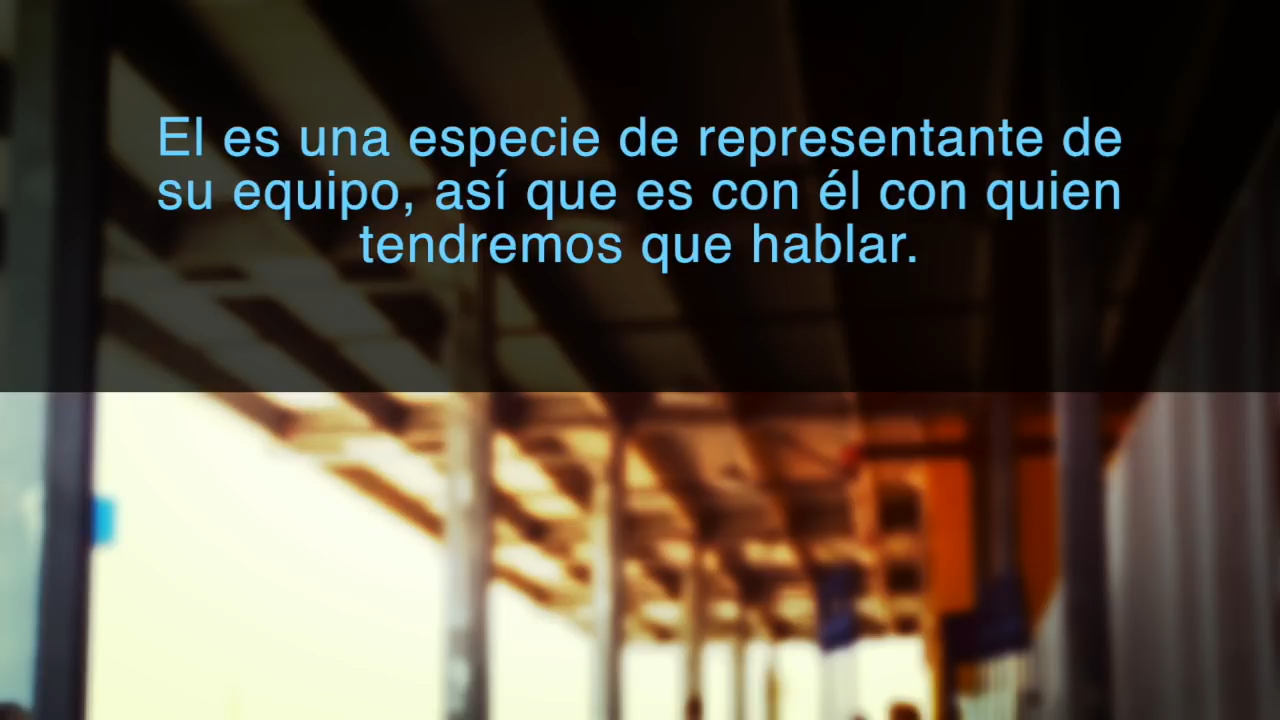 El es una especie de representante de
su equipo, así que es con él con quien
tendremos que hablar.